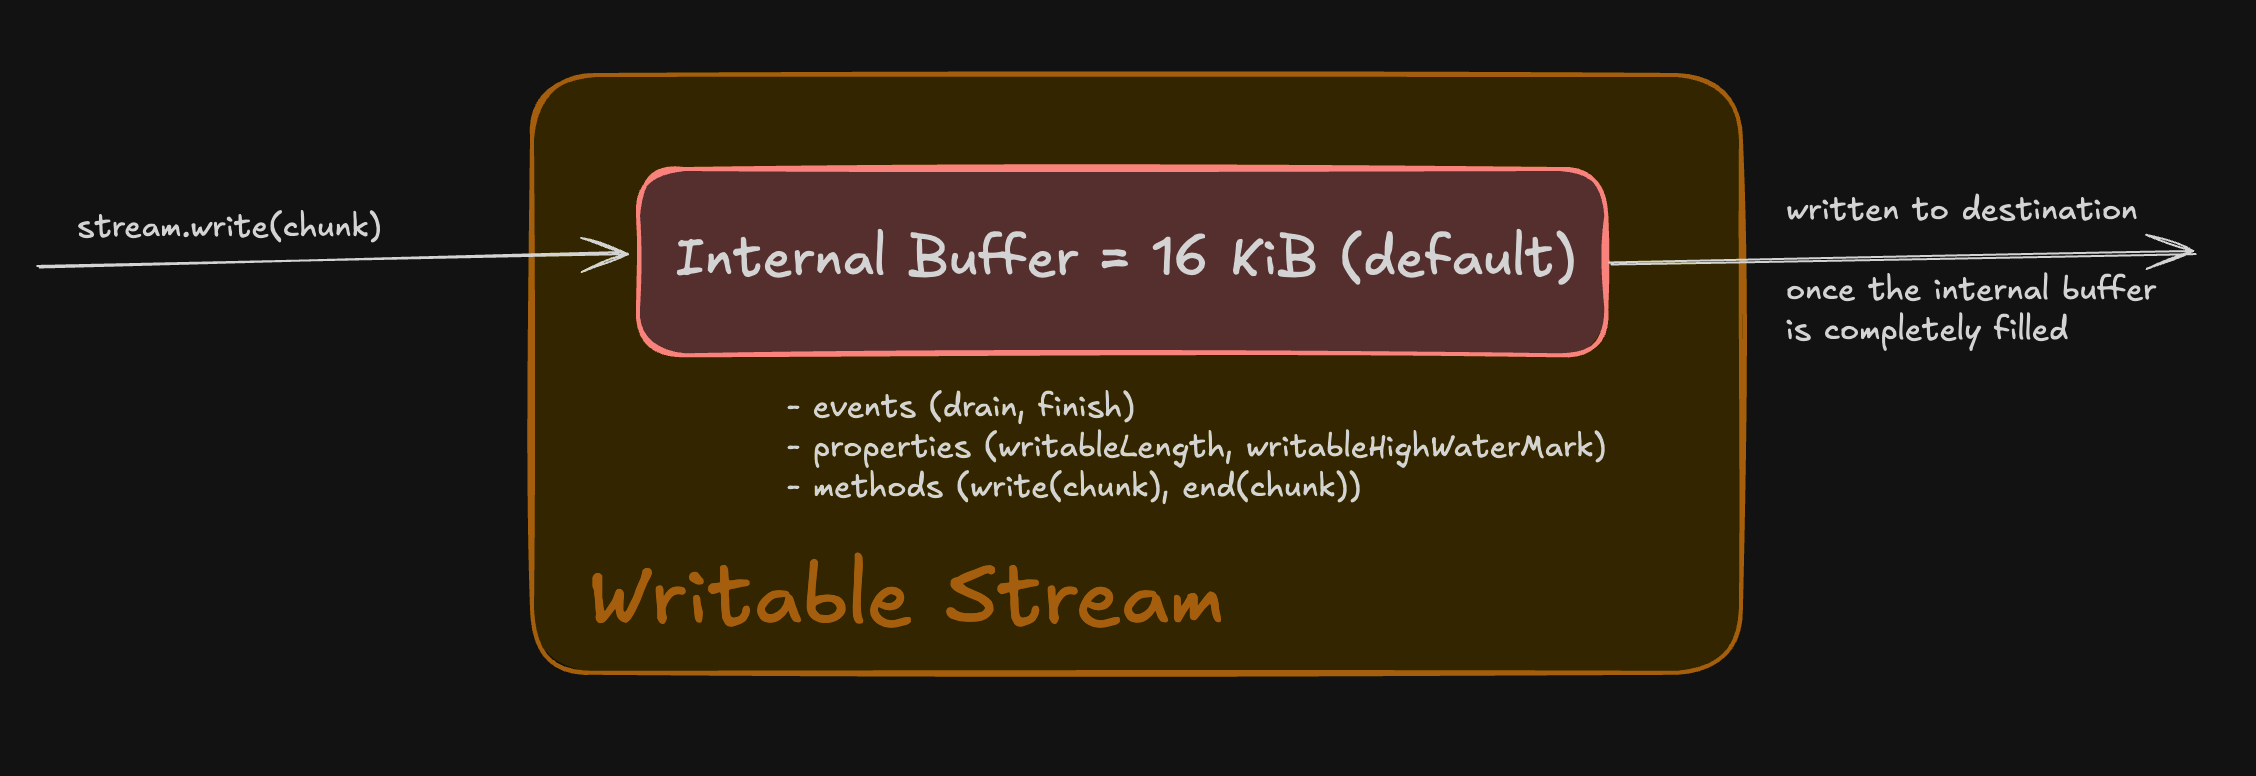 stream.write(chunk)
Internal Buffer = 16 KiB (default)
written to destination
once the internal buffer
is completely filled
- events (drain, finish)
- properties (writableLength, writableHighWaterMark)
- methods (write(chunk), end(chunk))
Writable Stream